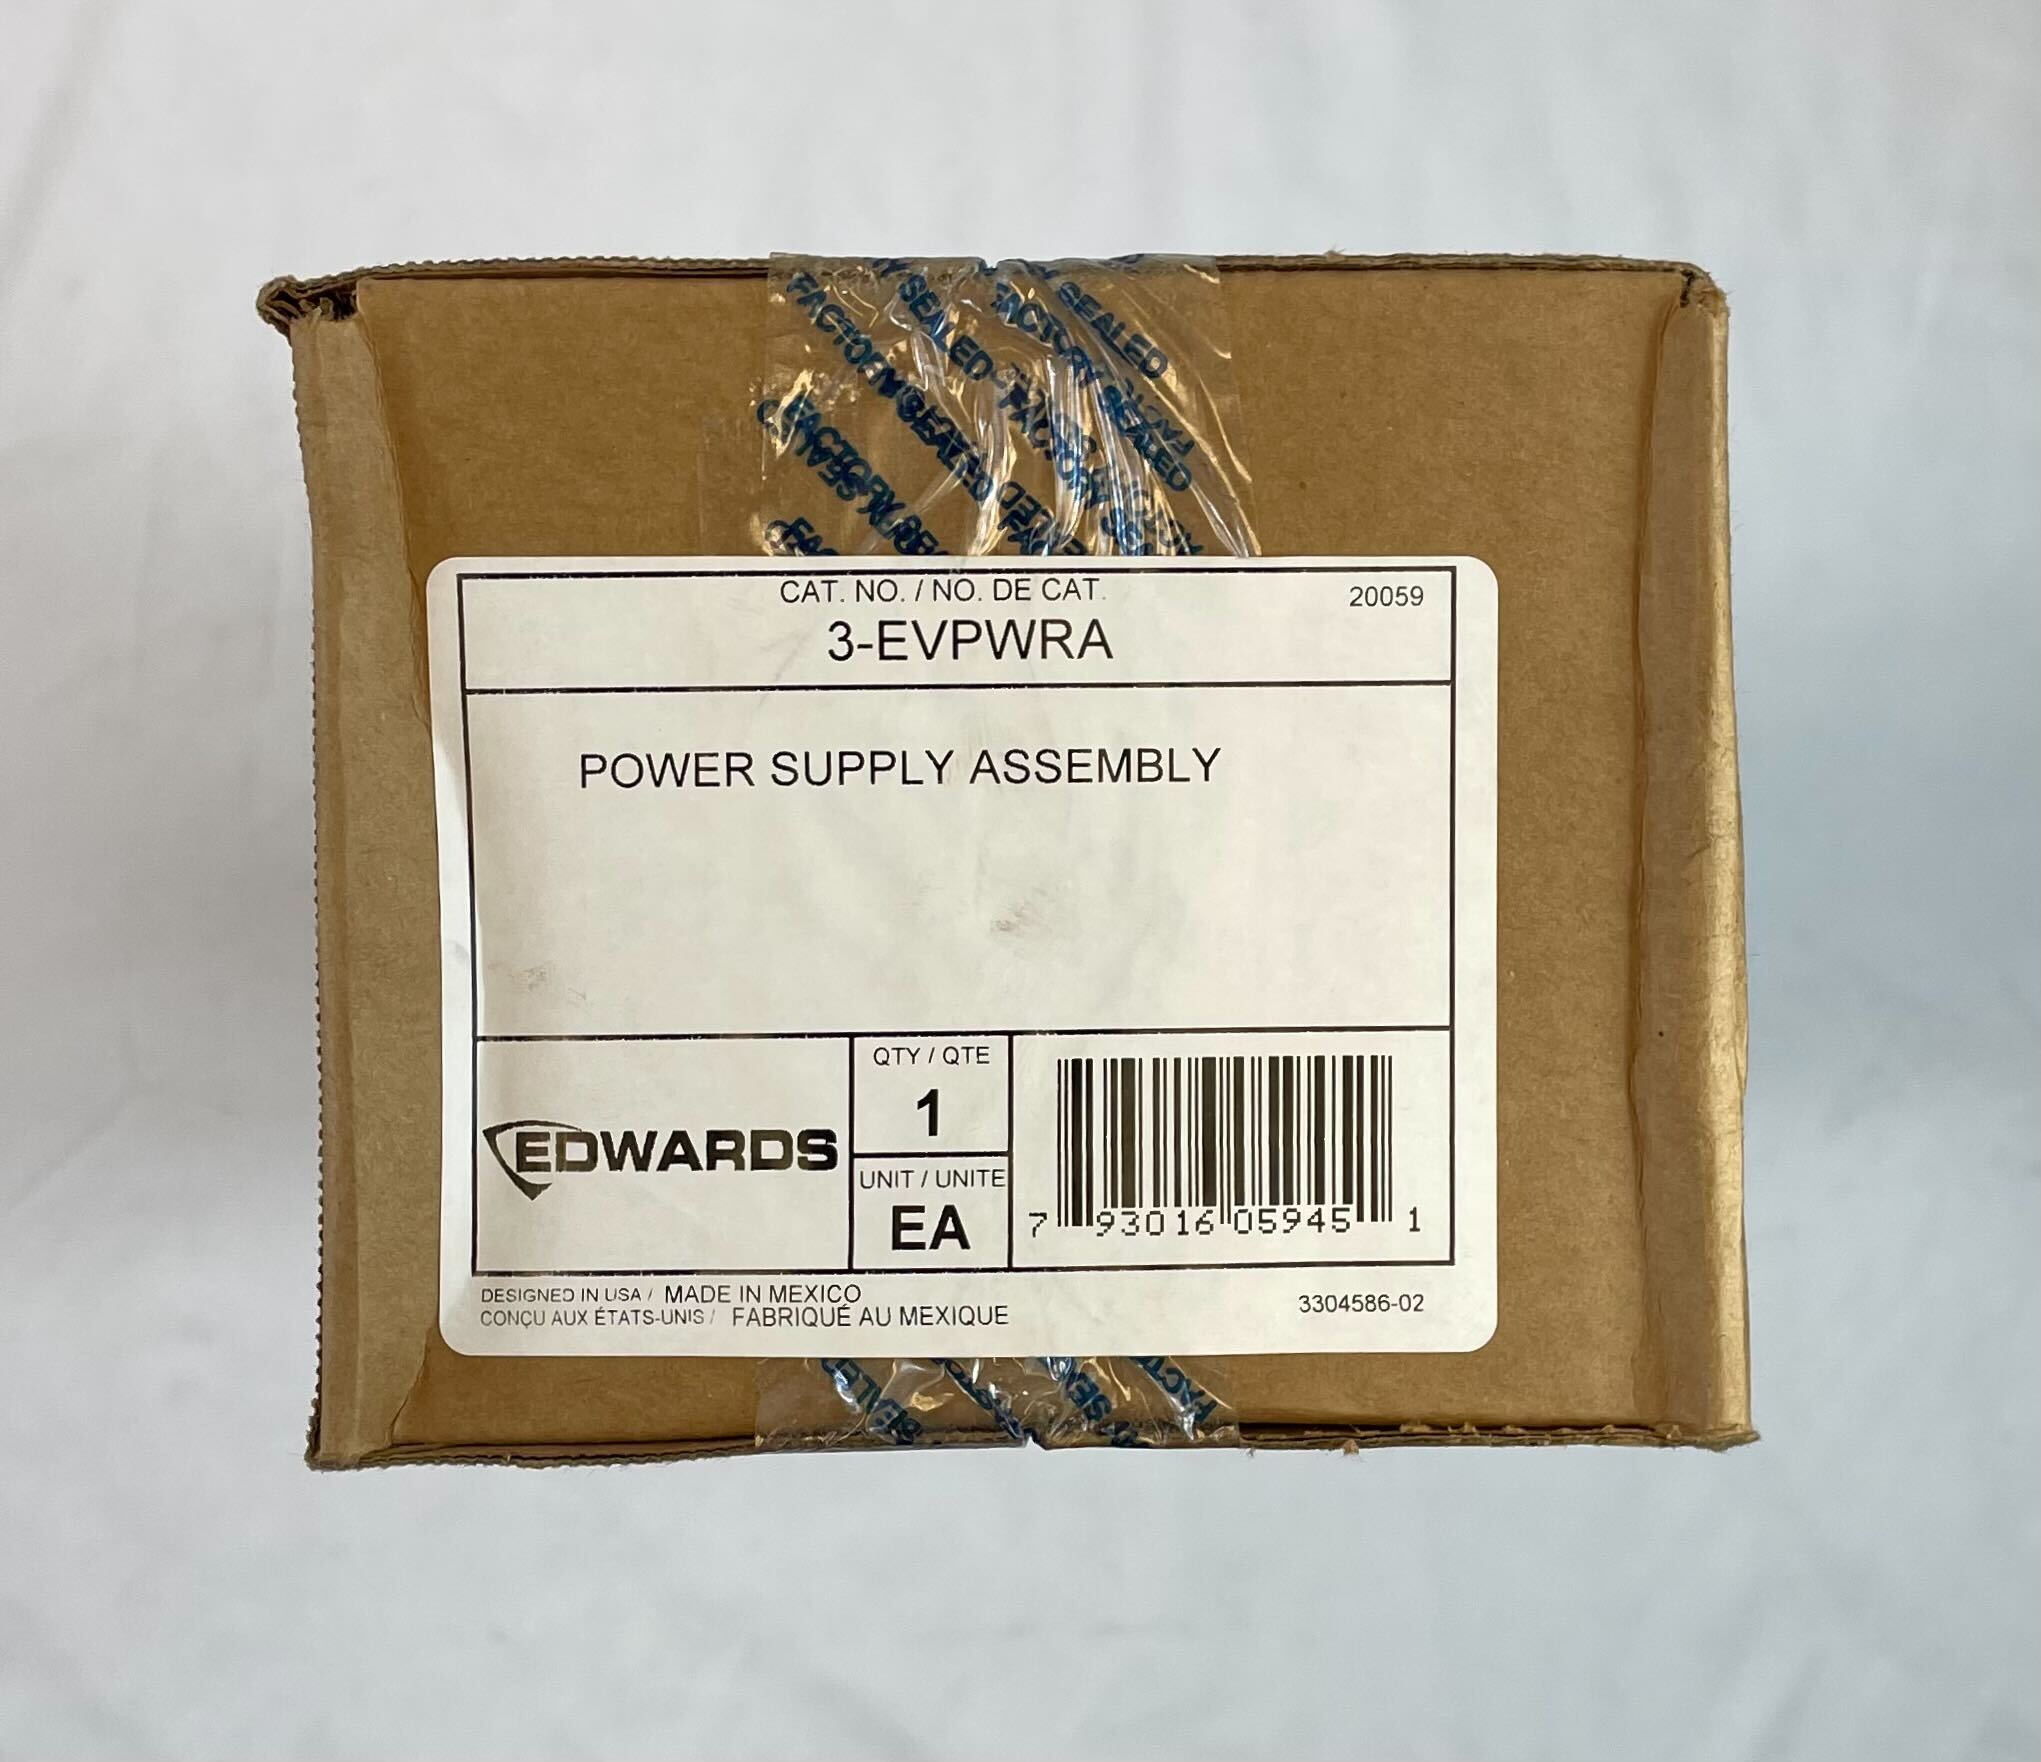 FACTORY SEALED
SEALED
CAT. NO. / NO. DE CAT.
20059
3-EVPWRA
POWER SUPPLY ASSEMBLY
EDWARDS
QTY / QTE
1
UNIT / UNITE
EA
7 93016 05945 1
DESIGNED IN USA / MADE IN MEXICO
CONÇU AUX ÉTATS-UNIS / FABRIQUÉ AU MEXIQUE
3304586-02